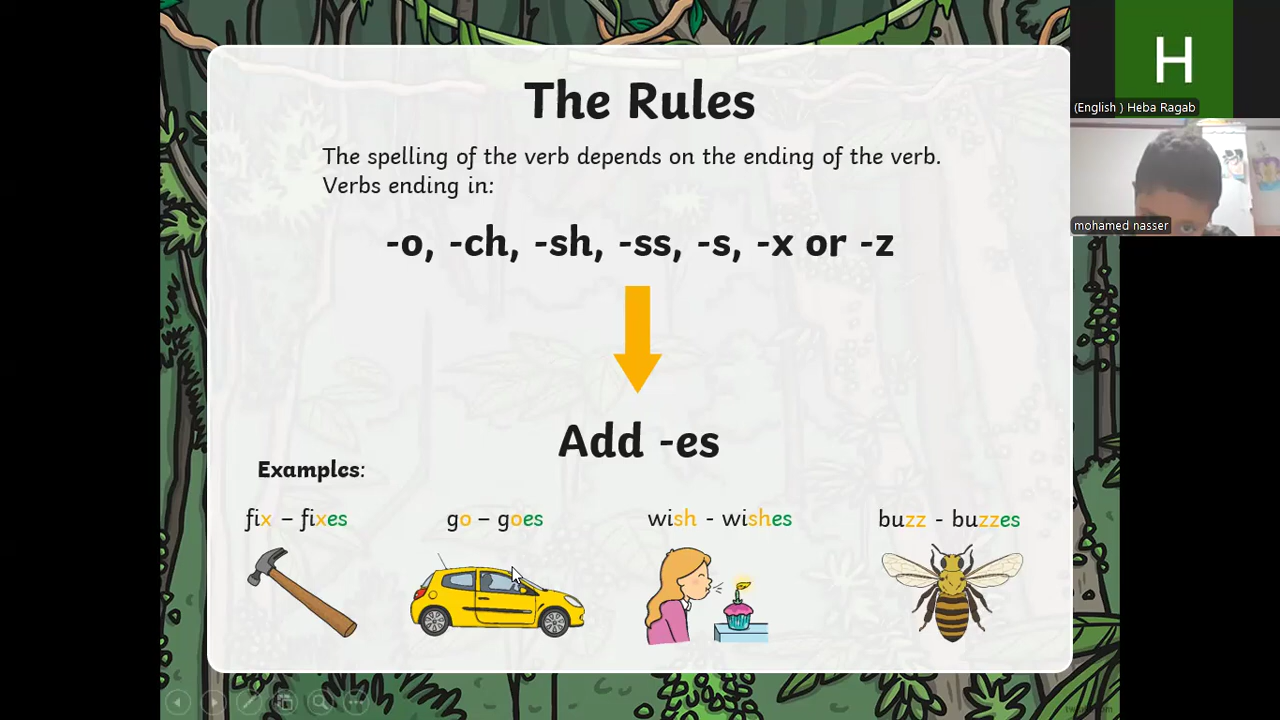 The Rules
The spelling of the verb depends on the ending of the verb.
Verbs ending in:
-o, -ch, -sh, -ss, -s, -x or -z
Add -es
Examples:
fix – fixes
go – goes
wish - wishes
buzz - buzzes
H
(English ) Heba Ragab
mohamed nasser